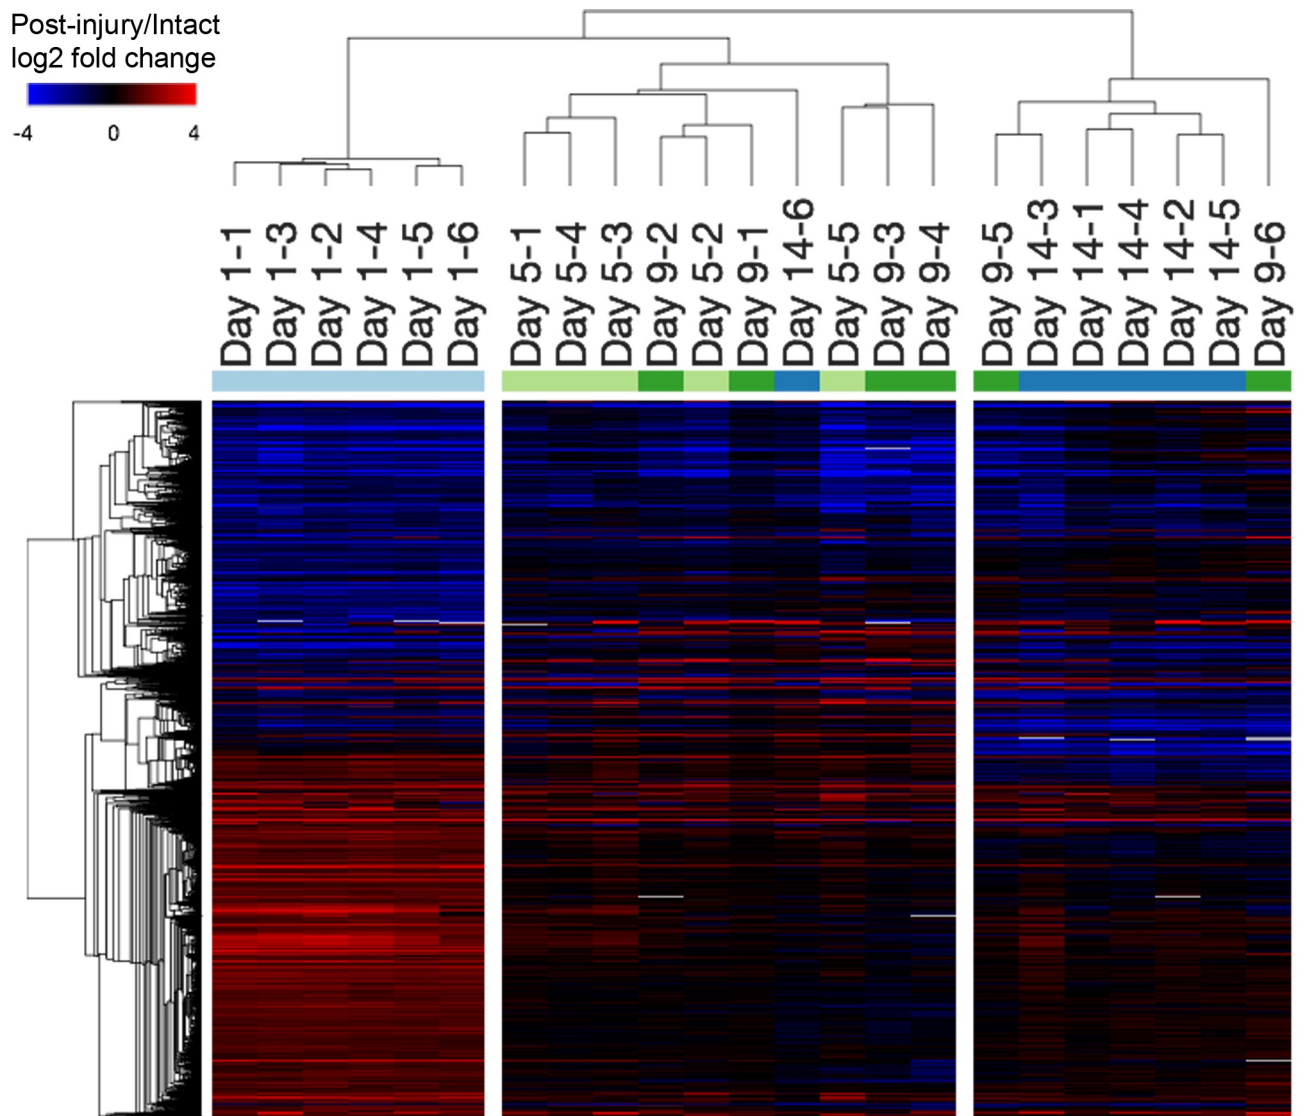 Post-injury/Intact
log2 fold change
-4 0 4
Day 1-1
Day 1-3
Day 1-2
Day 1-4
Day 1-5
Day 1-6
Day 5-1
Day 5-4
Day 5-3
Day 9-2
Day 5-2
Day 9-1
Day 14-6
Day 5-5
Day 9-3
Day 9-4
Day 9-5
Day 14-3
Day 14-1
Day 14-4
Day 14-2
Day 14-5
Day 9-6